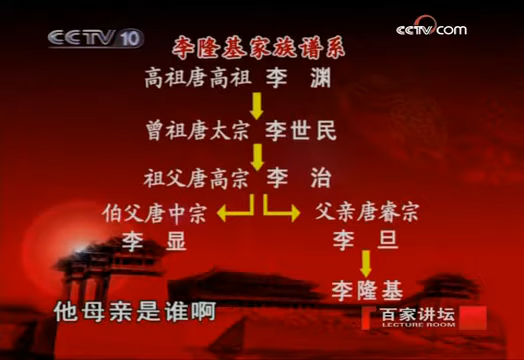 CCTV 10
CCTV.com
李隆基家族谱系
高祖唐高祖 李 渊
曾祖唐太宗 李世民
祖父唐高宗 李 治
伯父唐中宗 父亲唐睿宗
李 显 李 旦
李隆基
他母亲是谁啊
百家讲坛
LECTURE ROOM